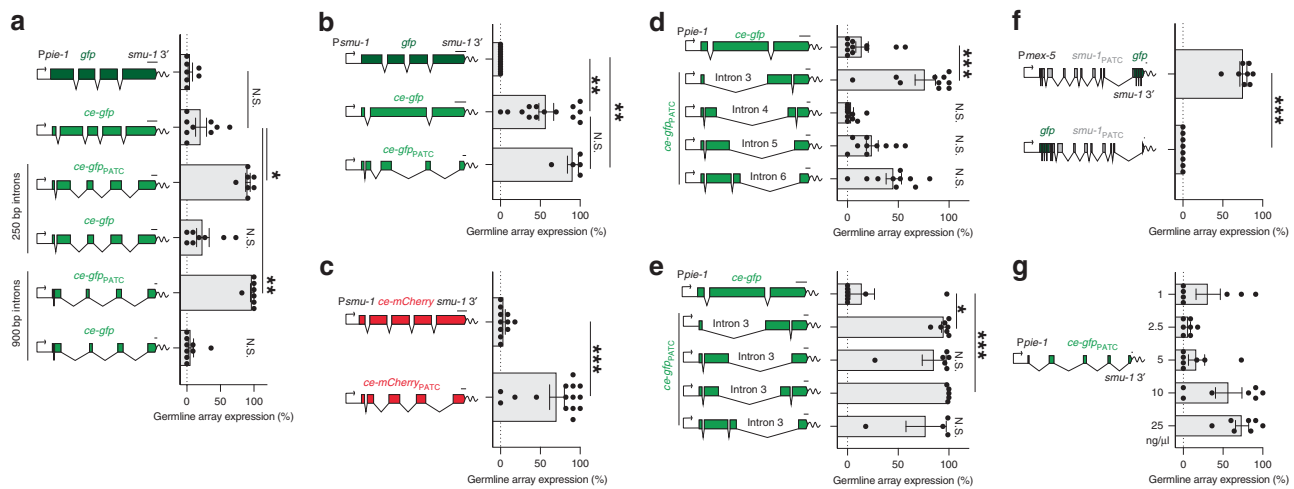 a
Ppie-1 gfp smu-1 3′
ce-gfp
250 bp introns
ce-gfpPATC
ce-gfp
900 bp introns
ce-gfpPATC
ce-gfp
N.S.
*
N.S.
**
N.S.
0 50 100
Germline array expression (%)
b
Psmu-1 gfp smu-1 3′
ce-gfp
ce-gfpPATC
**
N.S.
**
0 50 100
Germline array expression (%)
c
Psmu-1 ce-mCherry smu-1 3′
ce-mCherryPATC
***
0 50 100
Germline array expression (%)
d
Ppie-1 ce-gfp
ce-gfpPATC
Intron 3
Intron 4
Intron 5
Intron 6
***
N.S.
N.S.
N.S.
0 50 100
Germline array expression (%)
e
Ppie-1 ce-gfp
ce-gfpPATC
Intron 3
Intron 3
Intron 3
Intron 3
*
N.S.
***
N.S.
0 50 100
Germline array expression (%)
f
Pmex-5 smu-1PATC gfp
smu-1 3′
gfp smu-1PATC
***
0 50 100
Germline array expression (%)
g
Ppie-1 ce-gfpPATC
smu-1 3′
1
2.5
5
10
25
ng/µl
0 50 100
Germline array expression (%)